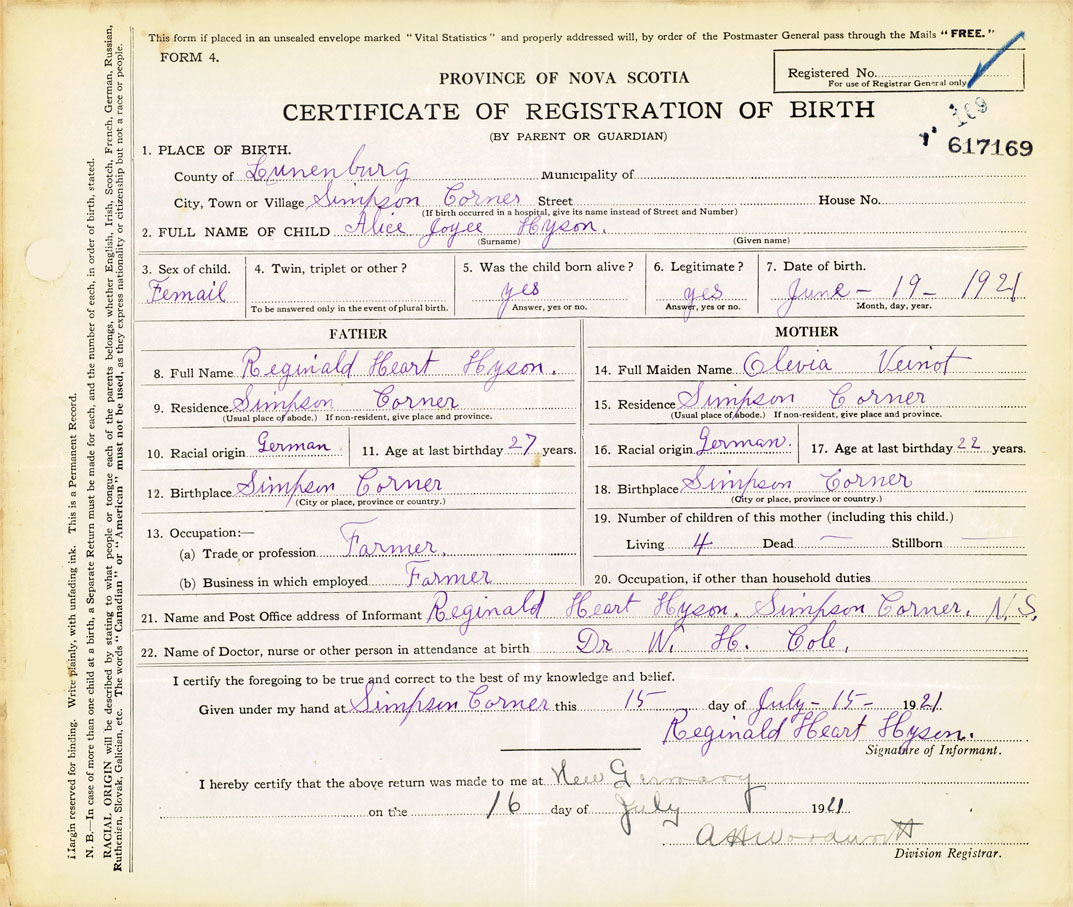 This form if placed in an unsealed envelope marked "Vital Statistics" and properly addressed will, by order of the Postmaster General pass through the Mails "FREE."
FORM 4.
Registered No.
For use of Registrar General only
PROVINCE OF NOVA SCOTIA
CERTIFICATE OF REGISTRATION OF BIRTH
(BY PARENT OR GUARDIAN)
169
617169
1. PLACE OF BIRTH.
County of Lunenburg Municipality of
City, Town or Village Simpson Corner Street House No.
(If birth occurred in a hospital, give its name instead of Street and Number)
2. FULL NAME OF CHILD Alice Joyce Hyson.
(Surname) (Given name)
3. Sex of child. 4. Twin, triplet or other? 5. Was the child born alive? 6. Legitimate? 7. Date of birth.
Femail yes yes June - 19 - 1921
To be answered only in the event of plural birth. Answer, yes or no. Answer, yes or no. Month, day, year.
FATHER
8. Full Name Reginald Heart Hyson.
9. Residence Simpson Corner
(Usual place of abode.) If non-resident, give place and province.
10. Racial origin German 11. Age at last birthday 27 years.
12. Birthplace Simpson Corner
(City or place, province or country.)
13. Occupation:—
(a) Trade or profession Farmer.
(b) Business in which employed Farmer
MOTHER
14. Full Maiden Name Olevia Veinot
15. Residence Simpson Corner
(Usual place of abode.) If non-resident, give place and province.
16. Racial origin German. 17. Age at last birthday 22 years.
18. Birthplace Simpson Corner
(City or place, province or country.)
19. Number of children of this mother (including this child.)
Living 4 Dead — Stillborn —
20. Occupation, if other than household duties
21. Name and Post Office address of Informant Reginald Heart Hyson. Simpson Corner. N.S.
22. Name of Doctor, nurse or other person in attendance at birth Dr W. H. Cole.
I certify the foregoing to be true and correct to the best of my knowledge and belief.
Given under my hand at Simpson Corner this 15 day of July - 15 - 1921.
Reginald Heart Hyson.
Signature of Informant.
I hereby certify that the above return was made to me at New Germany
on the 16 day of July 1921
Division Registrar.
Margin reserved for binding. Write plainly, with unfading ink. This is a Permanent Record.
N. B.—In case of more than one child at a birth, a Separate Return must be made for each, and the number of each, in order of birth, stated.
RACIAL ORIGIN will be described by stating to what people or tongue each of the parents belongs, whether English, Irish, Scotch, French, German, Russian,
Ruthenien, Slovak, Galician, etc. The words "Canadian" or "American" must not be used, as they express nationality or citizenship but not a race or people.